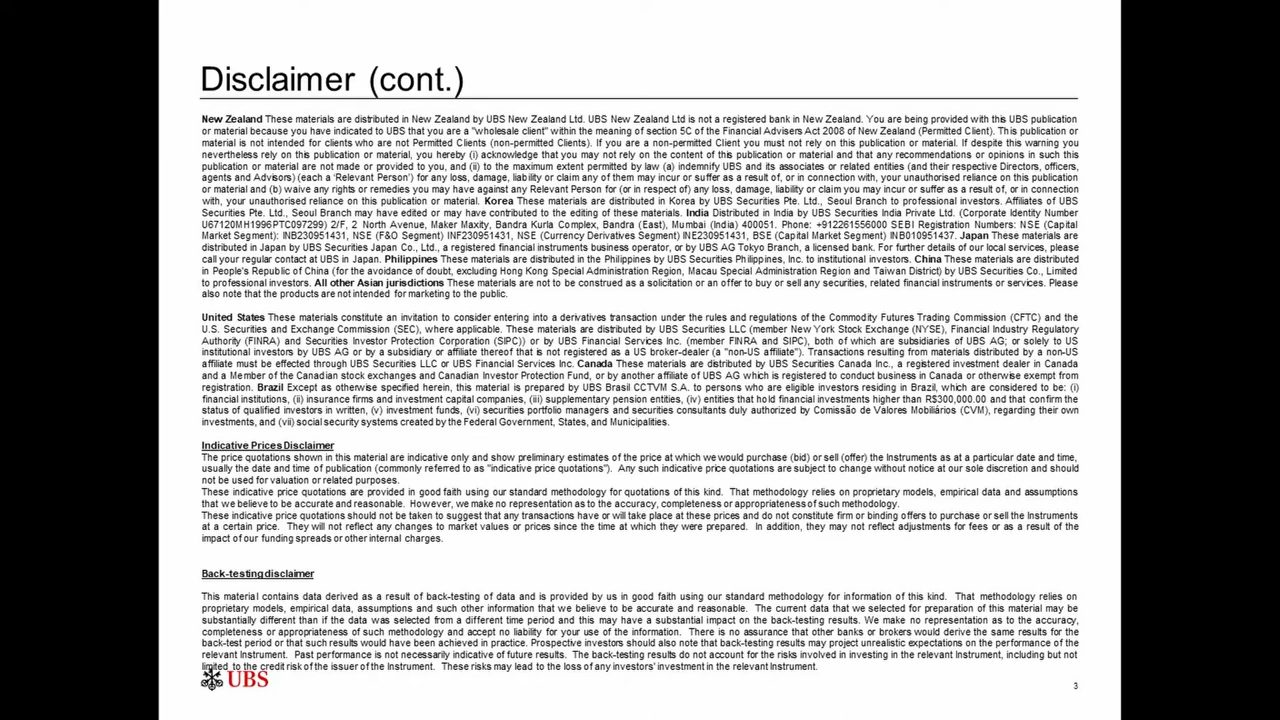 Disclaimer (cont.)
New Zealand These materials are distributed in New Zealand by UBS New Zealand Ltd. UBS New Zealand Ltd is not a registered bank in New Zealand. You are being provided with this UBS publication
or material because you have indicated to UBS that you are a "wholesale client" within the meaning of section 5C of the Financial Advisers Act 2008 of New Zealand (Permitted Client). This publication or
material is not intended for clients who are not Permitted Clients (non-permitted Clients). If you are a non-permitted Client you must not rely on this publication or material. If despite this warning you
nevertheless rely on this publication or material, you hereby (i) acknowledge that you may not rely on the content of this publication or material and that any recommendations or opinions in such this
publication or material are not made or provided to you, and (ii) to the maximum extent permitted by law (a) indemnify UBS and its associates or related entities (and their respective Directors, officers,
agents and Advisors) (each a 'Relevant Person') for any loss, damage, liability or claim any of them may incur or suffer as a result of, or in connection with, your unauthorised reliance on this publication
or material and (b) waive any rights or remedies you may have against any Relevant Person for (or in respect of) any loss, damage, liability or claim you may incur or suffer as a result of, or in connection
with, your unauthorised reliance on this publication or material. Korea These materials are distributed in Korea by UBS Securities Pte. Ltd., Seoul Branch to professional investors. Affiliates of UBS
Securities Pte. Ltd., Seoul Branch may have edited or may have contributed to the editing of these materials. India Distributed in India by UBS Securities India Private Ltd. (Corporate Identity Number
U67120MH1996PTC097299) 2/F, 2 North Avenue, Maker Maxity, Bandra Kurla Complex, Bandra (East), Mumbai (India) 400051. Phone: +912261556000 SEBI Registration Numbers: NSE (Capital
Market Segment): INB230951431, NSE (F&O Segment) INF230951431, NSE (Currency Derivatives Segment) INE230951431, BSE (Capital Market Segment) INB010951437. Japan These materials are
distributed in Japan by UBS Securities Japan Co., Ltd., a registered financial instruments business operator, or by UBS AG Tokyo Branch, a licensed bank. For further details of our local services, please
call your regular contact at UBS in Japan. Philippines These materials are distributed in the Philippines by UBS Securities Philippines, Inc. to institutional investors. China These materials are distributed
in People's Republic of China (for the avoidance of doubt, excluding Hong Kong Special Administration Region, Macau Special Administration Region and Taiwan District) by UBS Securities Co., Limited
to professional investors. All other Asian jurisdictions These materials are not to be construed as a solicitation or an offer to buy or sell any securities, related financial instruments or services. Please
also note that the products are not intended for marketing to the public.
United States These materials constitute an invitation to consider entering into a derivatives transaction under the rules and regulations of the Commodity Futures Trading Commission (CFTC) and the
U.S. Securities and Exchange Commission (SEC), where applicable. These materials are distributed by UBS Securities LLC (member New York Stock Exchange (NYSE), Financial Industry Regulatory
Authority (FINRA) and Securities Investor Protection Corporation (SIPC)) or by UBS Financial Services Inc. (member FINRA and SIPC), both of which are subsidiaries of UBS AG; or solely to US
institutional investors by UBS AG or by a subsidiary or affiliate thereof that is not registered as a US broker-dealer (a "non-US affiliate"). Transactions resulting from materials distributed by a non-US
affiliate must be effected through UBS Securities LLC or UBS Financial Services Inc. Canada These materials are distributed by UBS Securities Canada Inc., a registered investment dealer in Canada
and a Member of the Canadian stock exchanges and Canadian Investor Protection Fund, or by another affiliate of UBS AG which is registered to conduct business in Canada or otherwise exempt from
registration. Brazil Except as otherwise specified herein, this material is prepared by UBS Brasil CCTVM S.A. to persons who are eligible investors residing in Brazil, which are considered to be: (i)
financial institutions, (ii) insurance firms and investment capital companies, (iii) supplementary pension entities, (iv) entities that hold financial investments higher than R$300,000.00 and that confirm the
status of qualified investors in written, (v) investment funds, (vi) securities portfolio managers and securities consultants duly authorized by Comissão de Valores Mobiliários (CVM), regarding their own
investments, and (vii) social security systems created by the Federal Government, States, and Municipalities.
Indicative Prices Disclaimer
The price quotations shown in this material are indicative only and show preliminary estimates of the price at which we would purchase (bid) or sell (offer) the Instruments as at a particular date and time,
usually the date and time of publication (commonly referred to as "indicative price quotations"). Any such indicative price quotations are subject to change without notice at our sole discretion and should
not be used for valuation or related purposes.
These indicative price quotations are provided in good faith using our standard methodology for quotations of this kind. That methodology relies on proprietary models, empirical data and assumptions
that we believe to be accurate and reasonable. However, we make no representation as to the accuracy, completeness or appropriateness of such methodology.
These indicative price quotations should not be taken to suggest that any transactions have or will take place at these prices and do not constitute firm or binding offers to purchase or sell the Instruments
at a certain price. They will not reflect any changes to market values or prices since the time at which they were prepared. In addition, they may not reflect adjustments for fees or as a result of the
impact of our funding spreads or other internal charges.
Back-testing disclaimer
This material contains data derived as a result of back-testing of data and is provided by us in good faith using our standard methodology for information of this kind. That methodology relies on
proprietary models, empirical data, assumptions and such other information that we believe to be accurate and reasonable. The current data that we selected for preparation of this material may be
substantially different than if the data was selected from a different time period and this may have a substantial impact on the back-testing results. We make no representation as to the accuracy,
completeness or appropriateness of such methodology and accept no liability for your use of the information. There is no assurance that other banks or brokers would derive the same results for the
back-test period or that such results would have been achieved in practice. Prospective investors should also note that back-testing results may project unrealistic expectations on the performance of the
relevant Instrument. Past performance is not necessarily indicative of future results. The back-testing results do not account for the risks involved in investing in the relevant Instrument, including but not
limited to the credit risk of the issuer of the Instrument. These risks may lead to the loss of any investors' investment in the relevant Instrument.
UBS
3